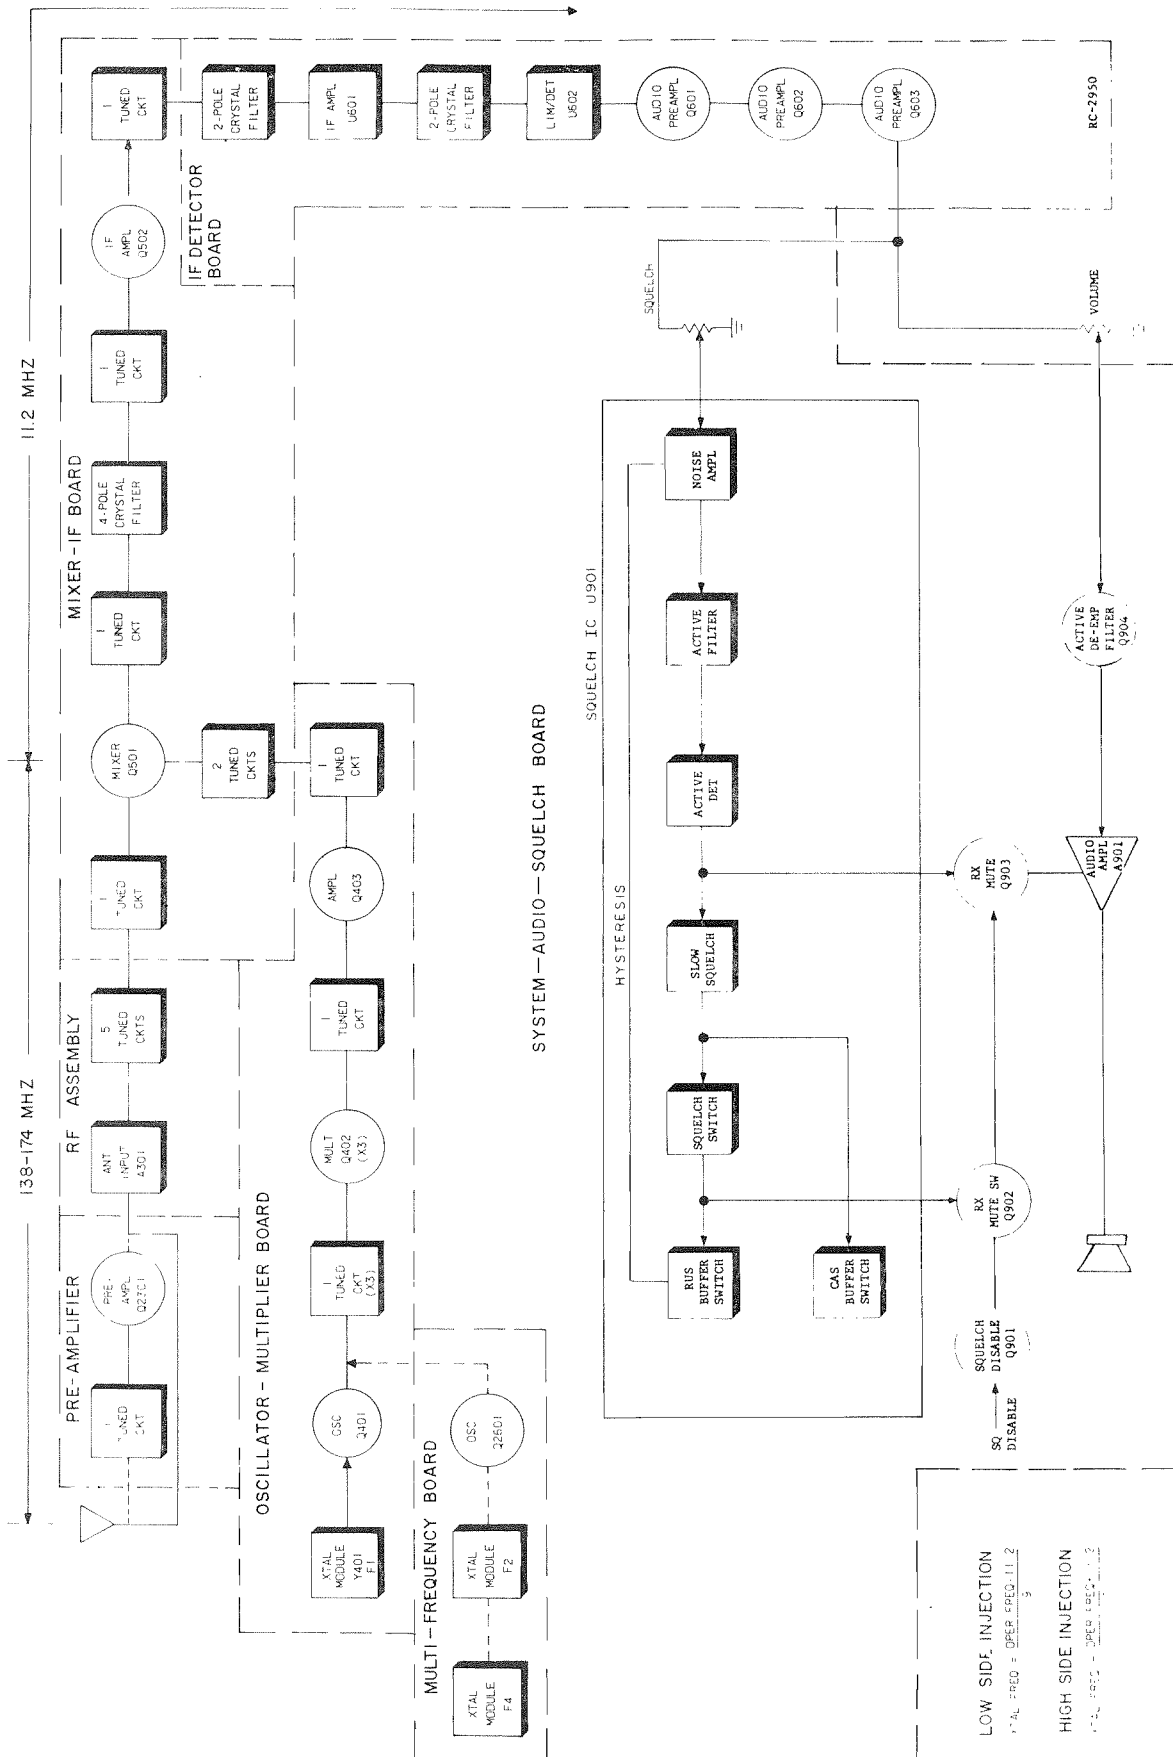 138-174 MHZ
11.2 MHZ
PRE-AMPLIFIER
RF ASSEMBLY
MIXER-IF BOARD
TUNED
CKT
PRE-
AMPL
ANT
INPUT
A301
5
TUNED
CKTS
1
TUNED
CKT
MIXER
Q501
1
TUNED
CKT
4-POLE
CRYSTAL
FILTER
1
TUNED
CKT
IF
AMPL
Q502
1
TUNED
CKT
IF DETECTOR
BOARD
2-POLE
CRYSTAL
FILTER
IF AMPL
U601
2-POLE
CRYSTAL
FILTER
LIM/DET
U602
AUDIO
PREAMPL
Q601
AUDIO
PREAMPL
Q602
AUDIO
PREAMPL
Q603
RC-2950
2
TUNED
CKTS
OSCILLATOR-MULTIPLIER BOARD
XTAL
MODULE
Y401
F1
OSC
Q401
1
TUNED
CKT
(X3)
MULT
Q402
(X3)
1
TUNED
CKT
AMPL
Q403
1
TUNED
CKT
MULTI-FREQUENCY BOARD
XTAL
MODULE
F4
XTAL
MODULE
F2
OSC
Q2601
SYSTEM-AUDIO-SQUELCH BOARD
SQUELCH IC U901
HYSTERESIS
SQUELCH
NOISE
AMPL
ACTIVE
FILTER
ACTIVE
DET
SLOW
SQUELCH
SQUELCH
SWITCH
RUS
BUFFER
SWITCH
CAS
BUFFER
SWITCH
SQ
DISABLE
SQUELCH
DISABLE
Q901
RX
MUTE SW
Q902
RX
MUTE
Q903
AUDIO
AMPL
A901
ACTIVE
DE-EMP
FILTER
Q904
VOLUME
LOW SIDE INJECTION
FREQ = OPER FREQ-11.2
9
HIGH SIDE INJECTION